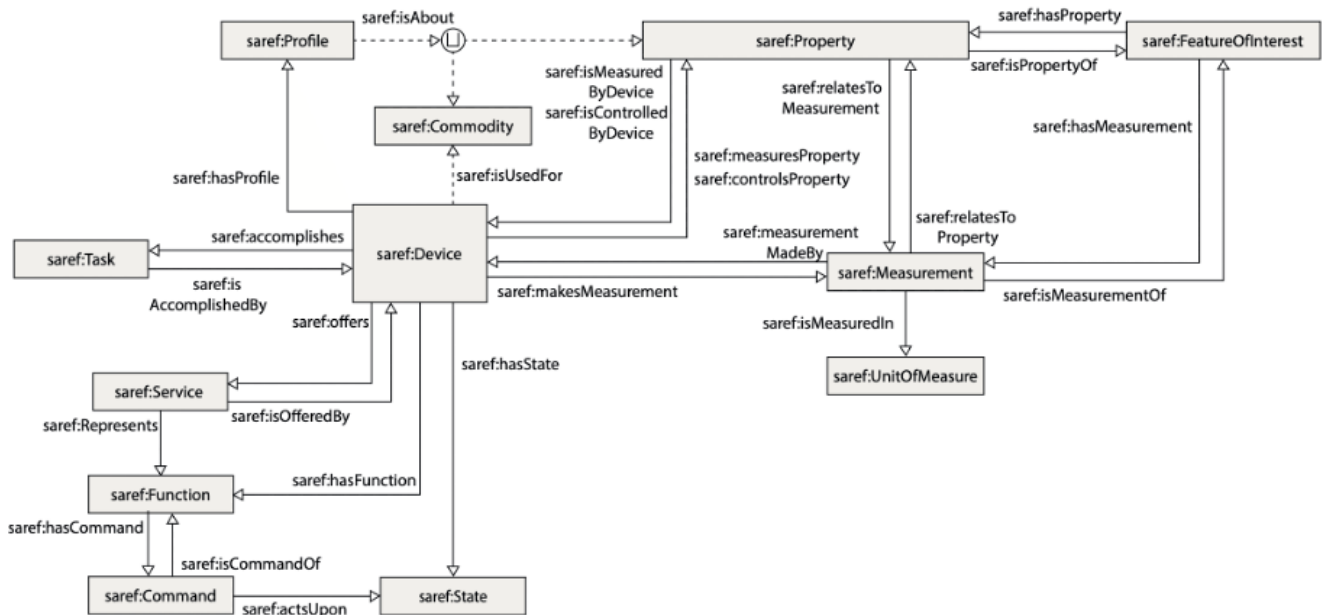 saref:isAbout
saref:hasProperty
saref:Profile
saref:Property
saref:FeatureOfInterest
saref:isPropertyOf
saref:isMeasured
ByDevice
saref:isControlled
ByDevice
saref:relatesTo
Measurement
saref:Commodity
saref:hasMeasurement
saref:measuresProperty
saref:controlsProperty
saref:hasProfile
saref:isUsedFor
saref:relatesTo
Property
saref:accomplishes
saref:measurement
MadeBy
saref:Task
saref:Device
saref:Measurement
saref:is
AccomplishedBy
saref:makesMeasurement
saref:isMeasurementOf
saref:offers
saref:isMeasuredIn
saref:hasState
saref:UnitOfMeasure
saref:Service
saref:isOfferedBy
saref:Represents
saref:hasFunction
saref:Function
saref:hasCommand
saref:isCommandOf
saref:Command
saref:State
saref:actsUpon